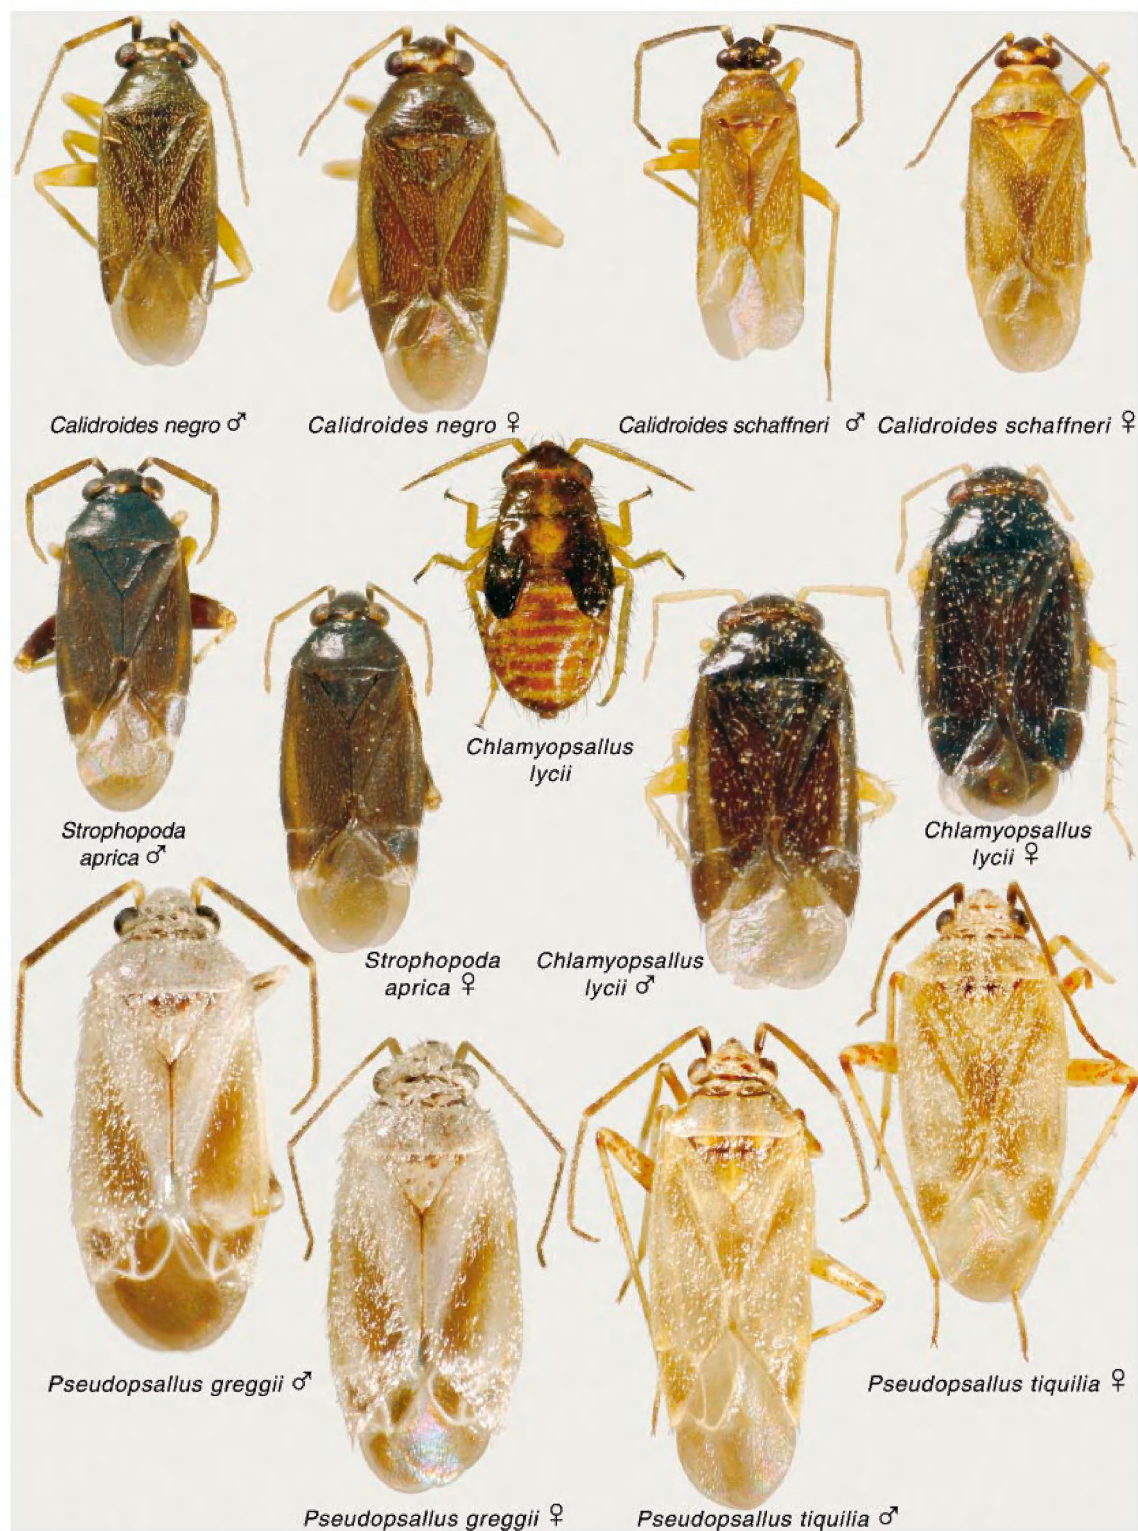 Calidroides negro ♂
Calidroides negro ♀
Calidroides schaffneri ♂
Calidroides schaffneri ♀
Chlamyopsallus
lycii
Strophopoda
aprica ♂
Chlamyopsallus
lycii ♀
Strophopoda
aprica ♀
Chlamyopsallus
lycii ♂
Pseudopsallus greggii ♂
Pseudopsallus tiquilia ♀
Pseudopsallus greggii ♀
Pseudopsallus tiquilia ♂